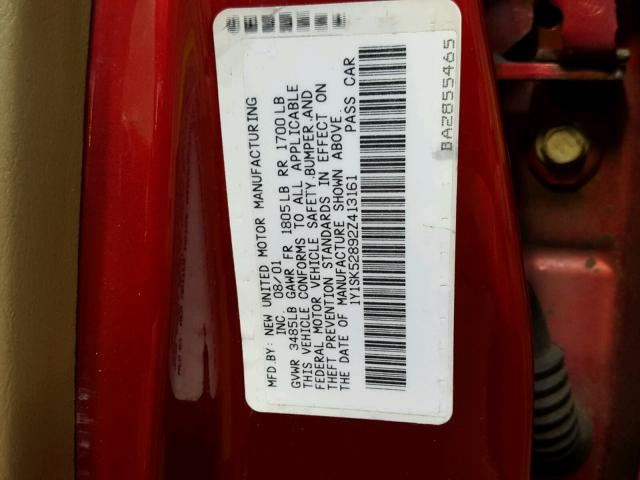 MFD.BY: NEW UNITED MOTOR MANUFACTURING
INC. 08/01
GVWR 3485LB GAWR FR 1805LB RR 1700LB
THIS VEHICLE CONFORMS TO ALL APPLICABLE
FEDERAL MOTOR VEHICLE SAFETY,BUMPER,AND
THEFT PREVENTION STANDARDS IN EFFECT ON
THE DATE OF MANUFACTURE SHOWN ABOVE
1Y1SK52892Z413161 PASS CAR
BAZ855465